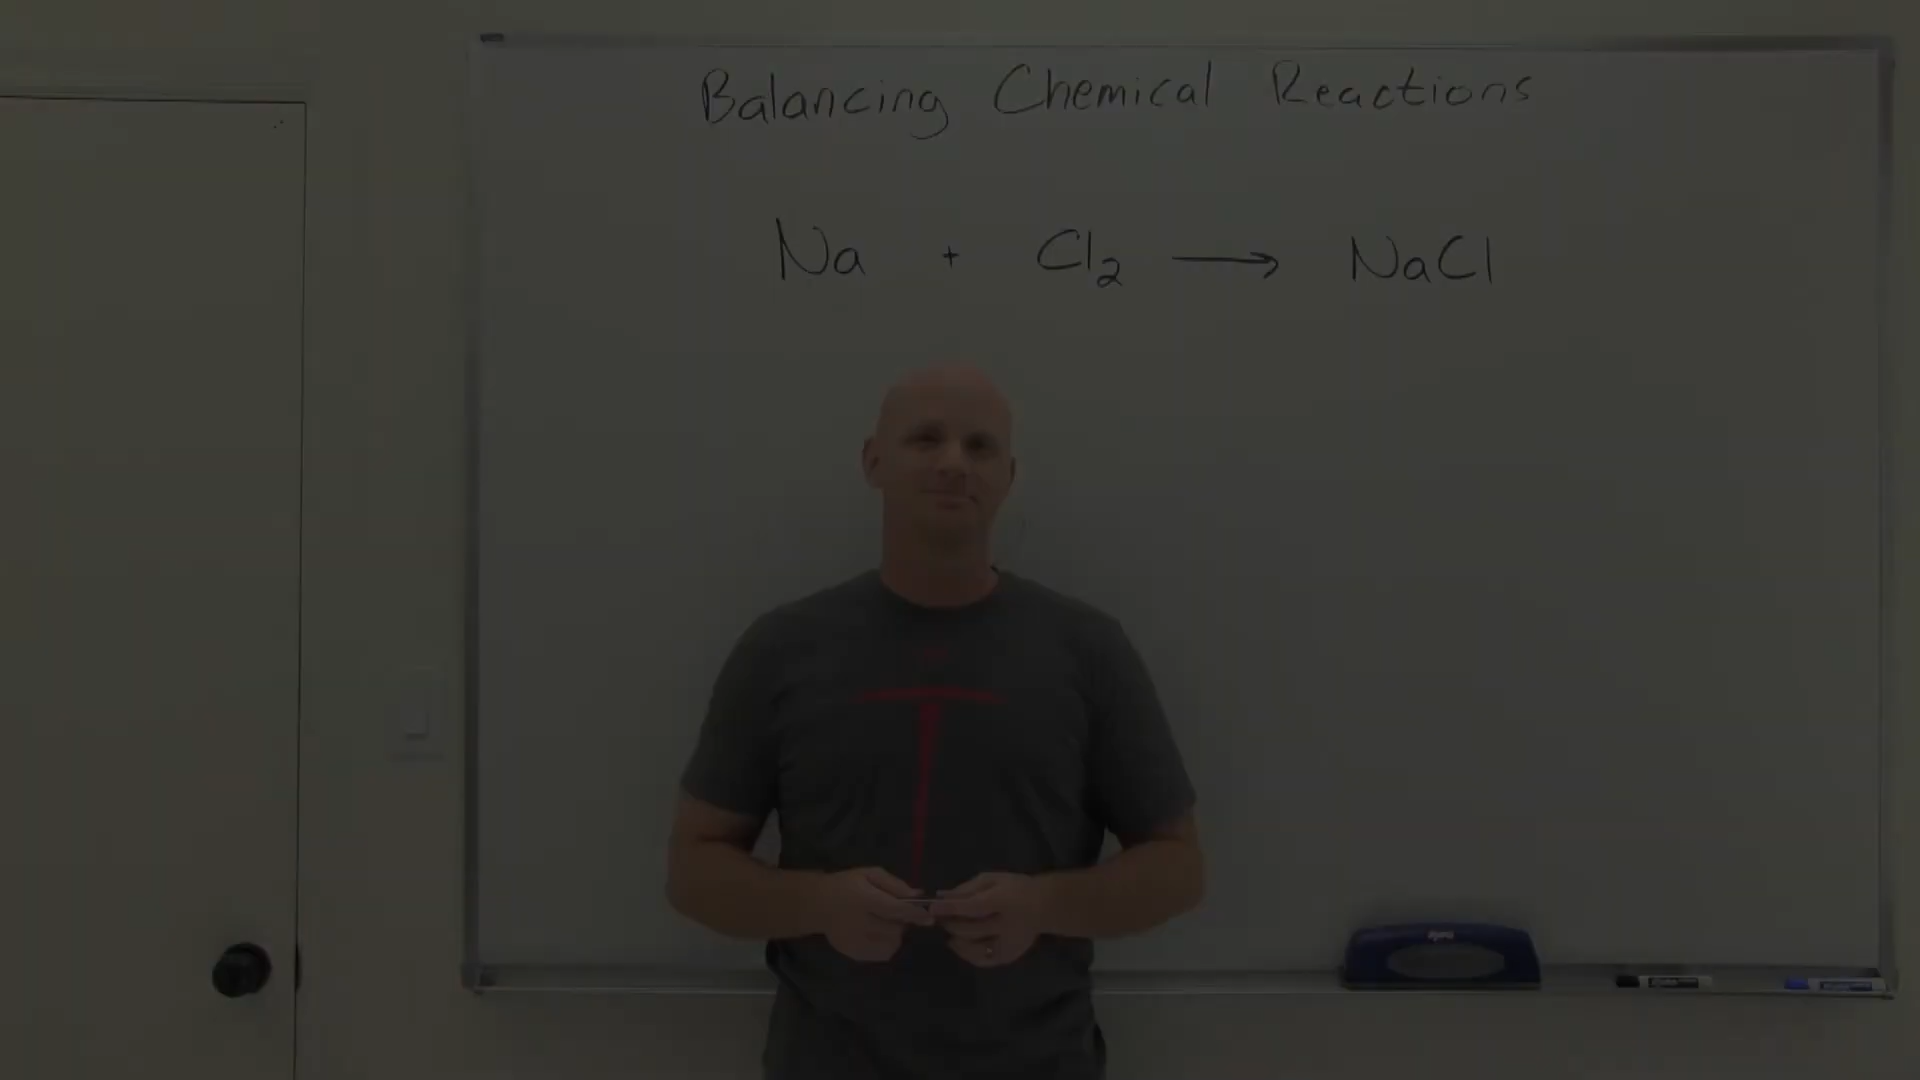 Balancing Chemical Reactions
Na + Cl₂ ⟶ NaCl